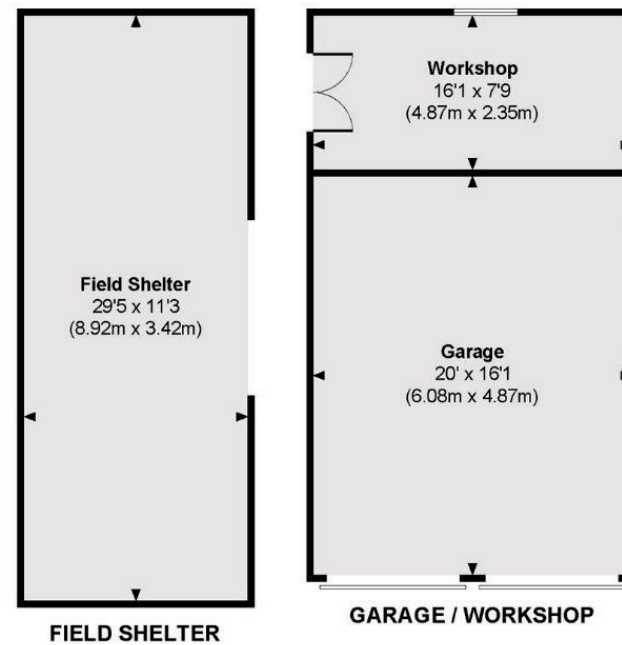 Field Shelter
29'5 x 11'3
(8.92m x 3.42m)
FIELD SHELTER
Workshop
16'1 x 7'9
(4.87m x 2.35m)
Garage
20' x 16'1
(6.08m x 4.87m)
GARAGE / WORKSHOP